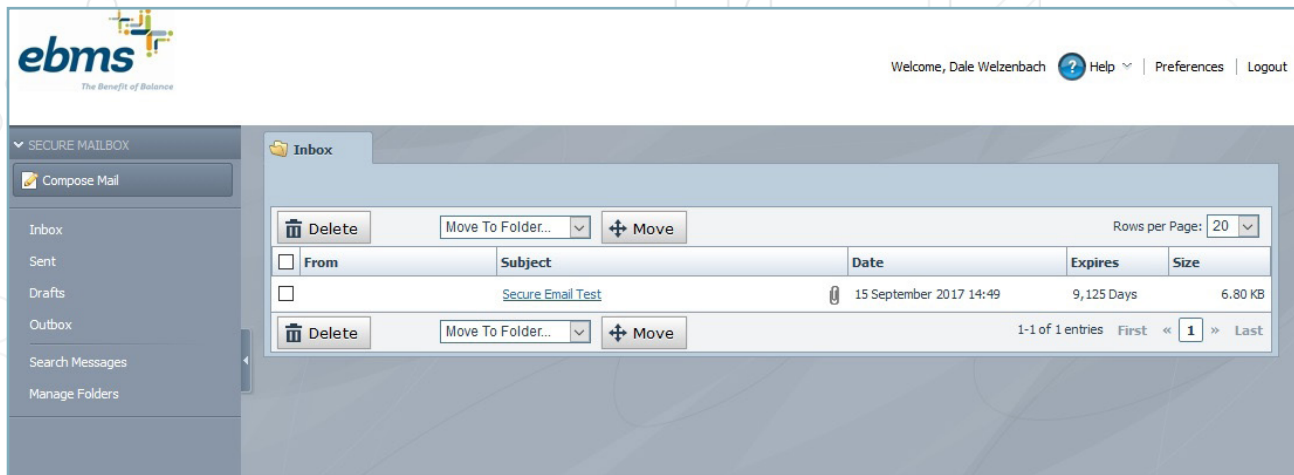 ebms
The Benefit of Balance
Welcome, Dale Welzenbach ? Help | Preferences | Logout
SECURE MAILBOX
Compose Mail
Inbox
Sent
Drafts
Outbox
Search Messages
Manage Folders
Inbox
Delete Move To Folder... Move Rows per Page: 20
From Subject Date Expires Size
Secure Email Test 15 September 2017 14:49 9,125 Days 6.80 KB
Delete Move To Folder... Move 1-1 of 1 entries First « 1 » Last